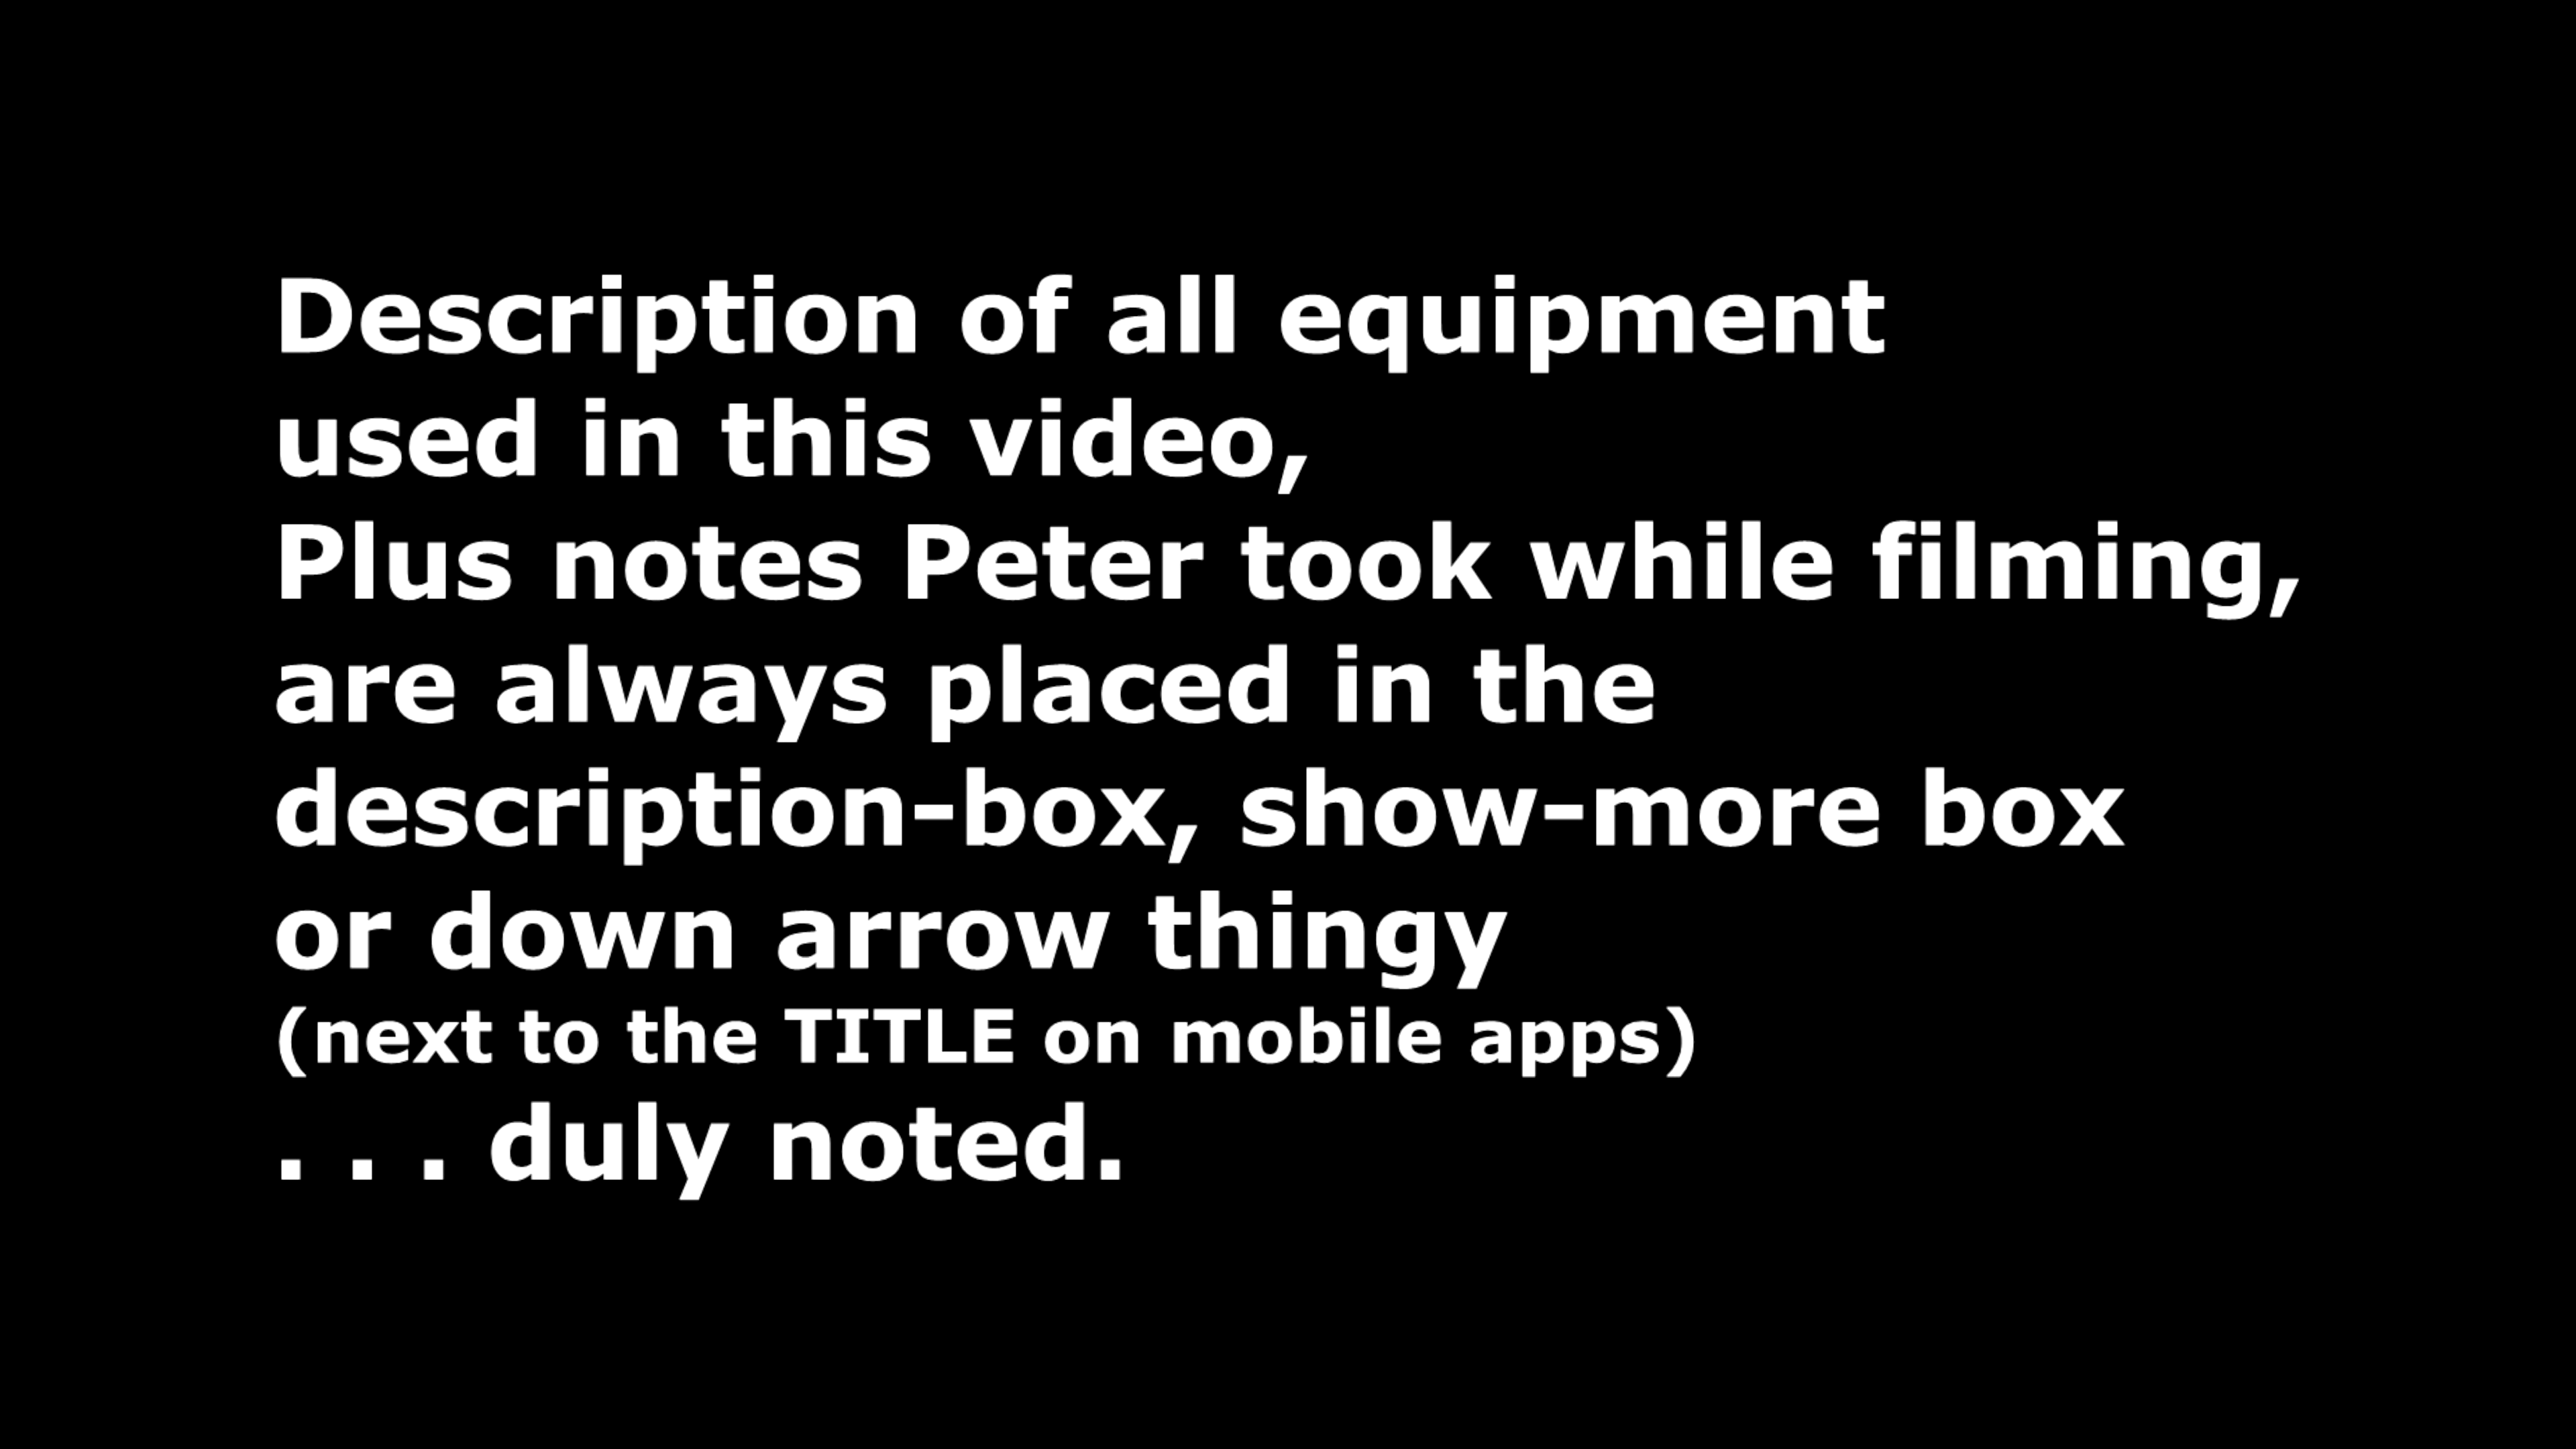 Description of all equipment
used in this video,
Plus notes Peter took while filming,
are always placed in the
description-box, show-more box
or down arrow thingy
(next to the TITLE on mobile apps)
. . . duly noted.